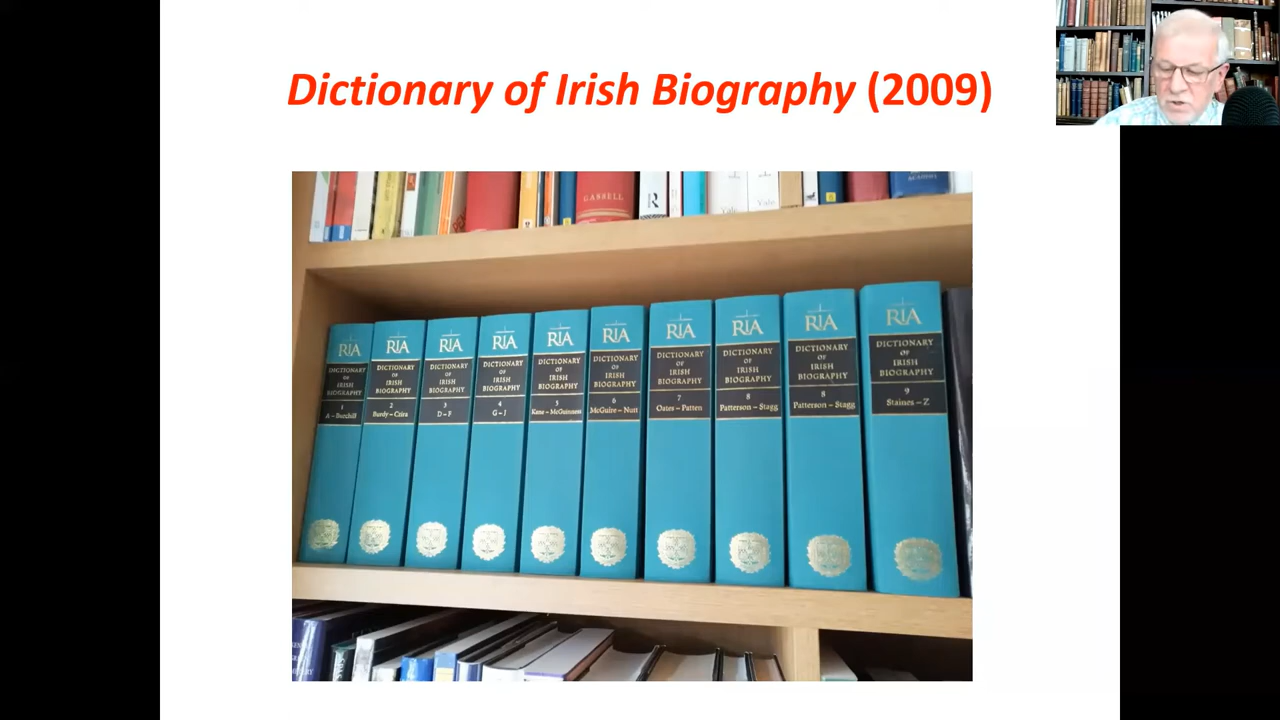 Dictionary of Irish Biography (2009)
CASSELL
R
Yale
Yale
RIA
DICTIONARY
OF
IRISH
BIOGRAPHY
1
A – Burchill
RIA
DICTIONARY
OF
IRISH
BIOGRAPHY
2
Burdy – Czira
RIA
DICTIONARY
OF
IRISH
BIOGRAPHY
3
D – F
RIA
DICTIONARY
OF
IRISH
BIOGRAPHY
4
G – J
RIA
DICTIONARY
OF
IRISH
BIOGRAPHY
5
Kane – McGuinness
RIA
DICTIONARY
OF
IRISH
BIOGRAPHY
6
McGuire – Nutt
RIA
DICTIONARY
OF
IRISH
BIOGRAPHY
7
Oates – Patten
RIA
DICTIONARY
OF
IRISH
BIOGRAPHY
8
Patterson – Stagg
RIA
DICTIONARY
OF
IRISH
BIOGRAPHY
8
Patterson – Stagg
RIA
DICTIONARY
OF
IRISH
BIOGRAPHY
9
Staines – Z